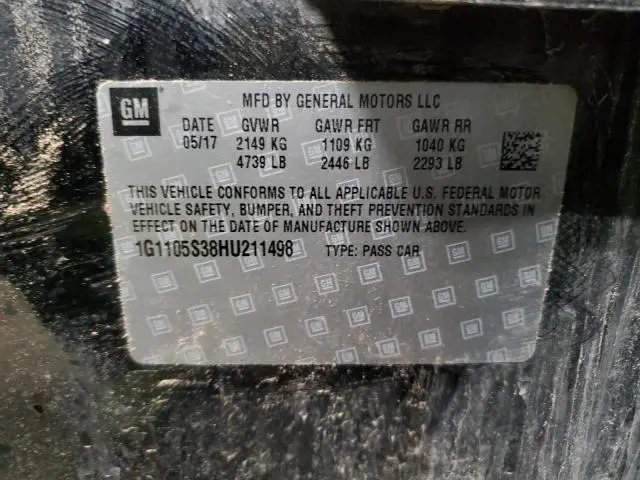 GM MFD BY GENERAL MOTORS LLC
DATE GVWR GAWR FRT GAWR RR
05/17 2149 KG 1109 KG 1040 KG
4739 LB 2446 LB 2293 LB
THIS VEHICLE CONFORMS TO ALL APPLICABLE U.S. FEDERAL MOTOR
VEHICLE SAFETY, BUMPER, AND THEFT PREVENTION STANDARDS IN
EFFECT ON THE DATE OF MANUFACTURE SHOWN ABOVE.
1G1105S38HU211498 TYPE: PASS CAR